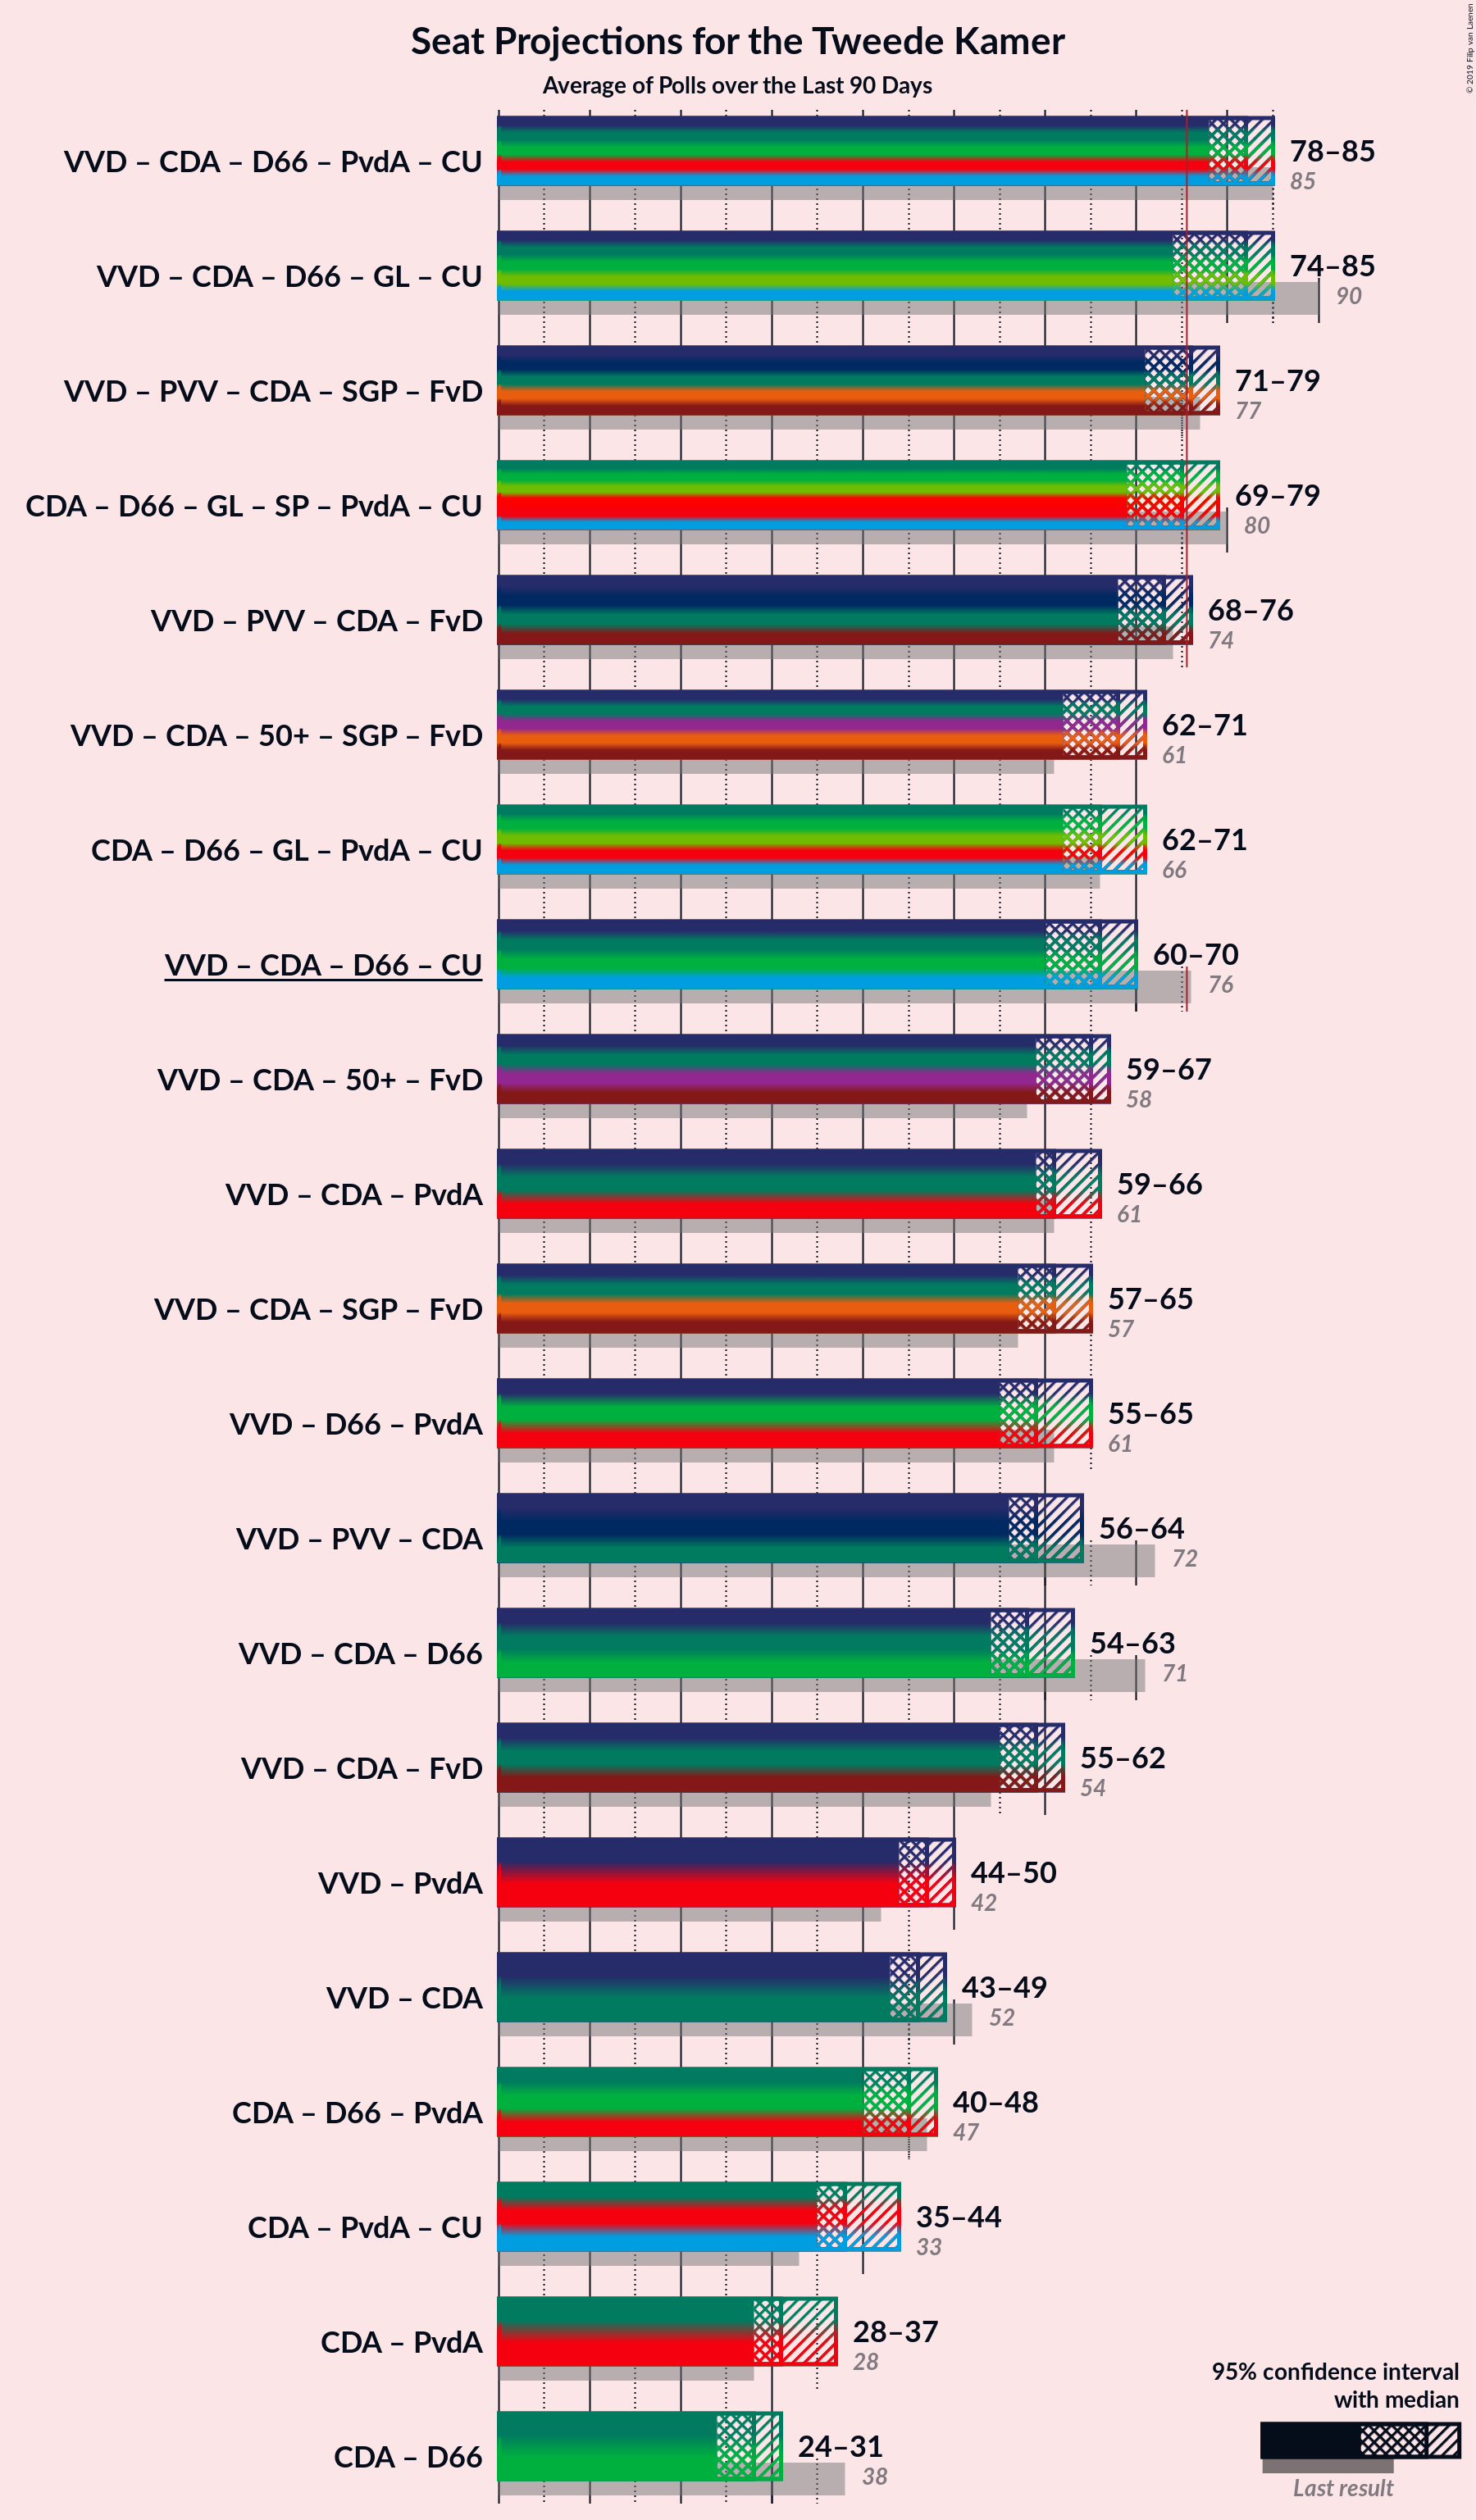 © 2019 Filip van Laenen
Seat Projections for the Tweede Kamer
Average of Polls over the Last 90 Days
VVD – CDA – D66 – PvdA – CU
78–85
85
VVD – CDA – D66 – GL – CU
74–85
90
VVD – PVV – CDA – SGP – FvD
71–79
77
CDA – D66 – GL – SP – PvdA – CU
69–79
80
VVD – PVV – CDA – FvD
68–76
74
VVD – CDA – 50+ – SGP – FvD
62–71
61
CDA – D66 – GL – PvdA – CU
62–71
66
VVD – CDA – D66 – CU
60–70
76
VVD – CDA – 50+ – FvD
59–67
58
VVD – CDA – PvdA
59–66
61
VVD – CDA – SGP – FvD
57–65
57
VVD – D66 – PvdA
55–65
61
VVD – PVV – CDA
56–64
72
VVD – CDA – D66
54–63
71
VVD – CDA – FvD
55–62
54
VVD – PvdA
44–50
42
VVD – CDA
43–49
52
CDA – D66 – PvdA
40–48
47
CDA – PvdA – CU
35–44
33
CDA – PvdA
28–37
28
CDA – D66
24–31
38
95% confidence interval
with median
Last result